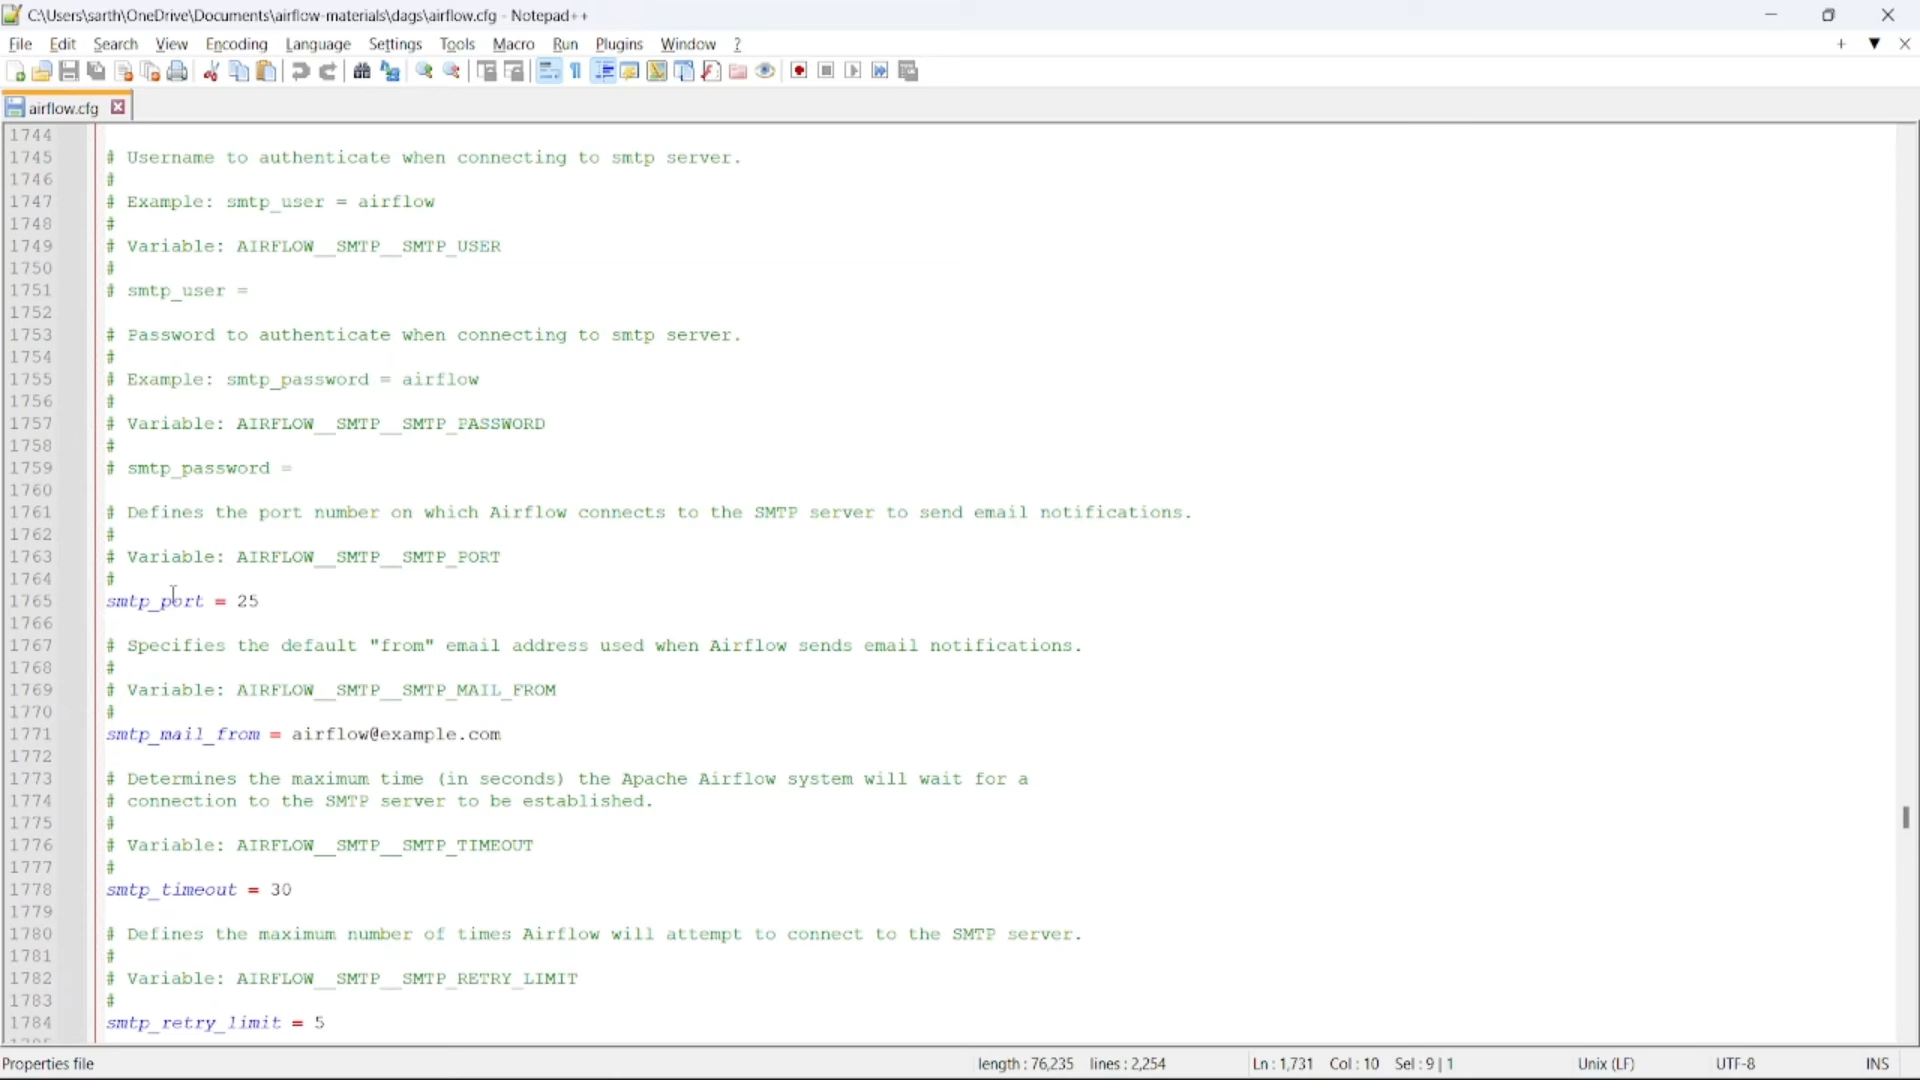 C:\Users\sarth\OneDrive\Documents\airflow-materials\dags\airflow.cfg - Notepad++
File Edit Search View Encoding Language Settings Tools Macro Run Plugins Window ?
airflow.cfg
1744
1745 # Username to authenticate when connecting to smtp server.
1746 #
1747 # Example: smtp_user = airflow
1748 #
1749 # Variable: AIRFLOW__SMTP__SMTP_USER
1750 #
1751 # smtp_user =
1752
1753 # Password to authenticate when connecting to smtp server.
1754 #
1755 # Example: smtp_password = airflow
1756 #
1757 # Variable: AIRFLOW__SMTP__SMTP_PASSWORD
1758 #
1759 # smtp_password =
1760
1761 # Defines the port number on which Airflow connects to the SMTP server to send email notifications.
1762 #
1763 # Variable: AIRFLOW__SMTP__SMTP_PORT
1764 #
1765 smtp_port = 25
1766
1767 # Specifies the default "from" email address used when Airflow sends email notifications.
1768 #
1769 # Variable: AIRFLOW__SMTP__SMTP_MAIL_FROM
1770 #
1771 smtp_mail_from = airflow@example.com
1772
1773 # Determines the maximum time (in seconds) the Apache Airflow system will wait for a
1774 # connection to the SMTP server to be established.
1775 #
1776 # Variable: AIRFLOW__SMTP__SMTP_TIMEOUT
1777 #
1778 smtp_timeout = 30
1779
1780 # Defines the maximum number of times Airflow will attempt to connect to the SMTP server.
1781 #
1782 # Variable: AIRFLOW__SMTP__SMTP_RETRY_LIMIT
1783 #
1784 smtp_retry_limit = 5
Properties file length : 76,235 lines : 2,254 Ln : 1,731 Col : 10 Sel : 9 | 1 Unix (LF) UTF-8 INS